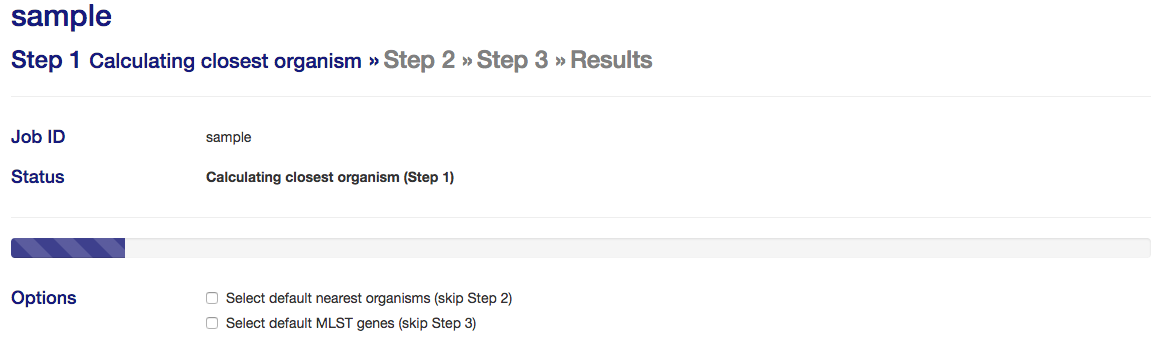 sample
Step 1 Calculating closest organism » Step 2 » Step 3 » Results
Job ID sample
Status Calculating closest organism (Step 1)
Options Select default nearest organisms (skip Step 2)
Select default MLST genes (skip Step 3)